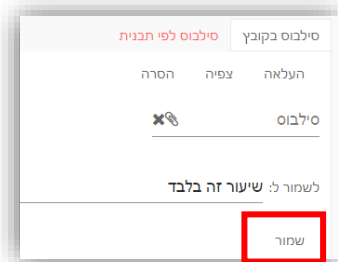 סילבוס בקובץ סילבוס לפי תבנית
העלאה צפיה הסרה
סילבוס
לשמור ל: שיעור זה בלבד
שמור